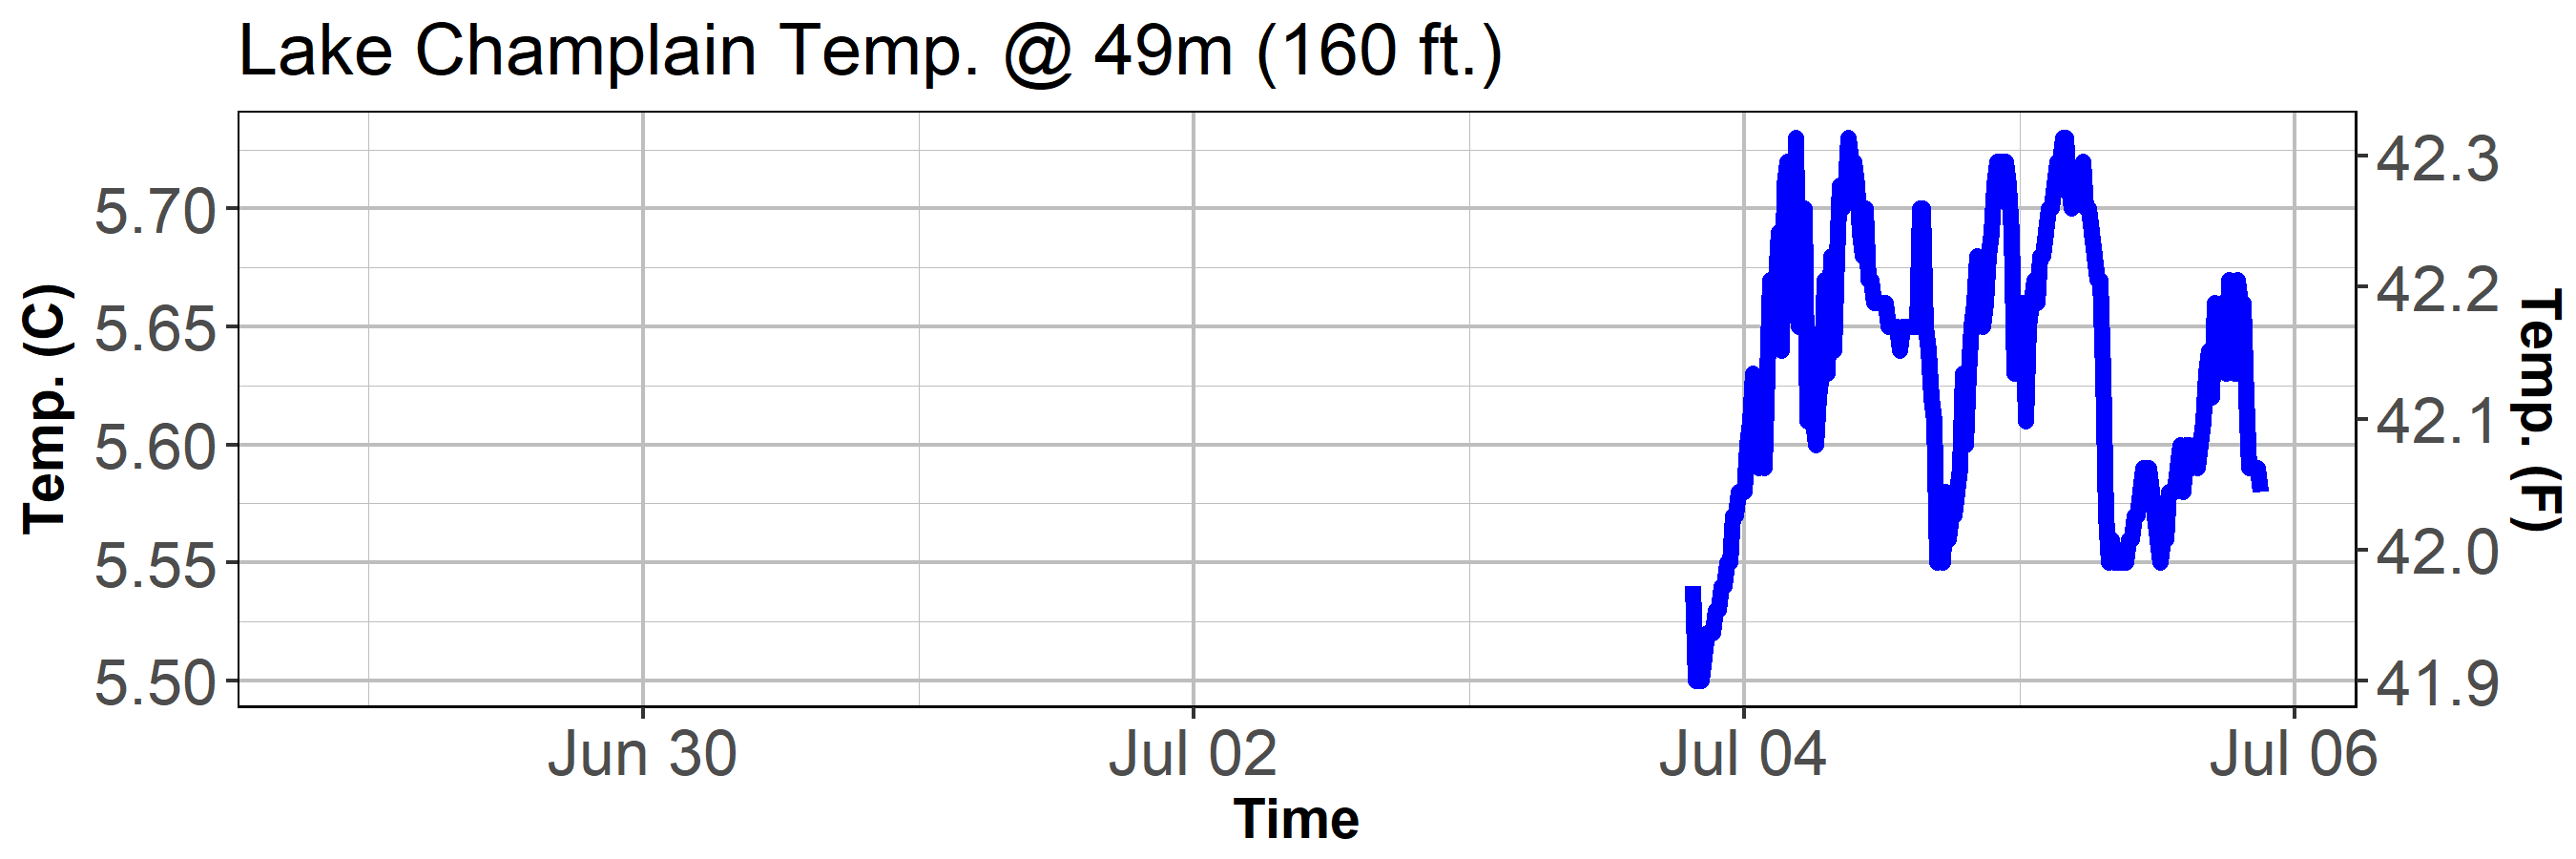 Lake Champlain Temp. @ 49m (160 ft.)
Temp. (C)
5.70
5.65
5.60
5.55
5.50
42.3
42.2
42.1
42.0
41.9
Temp. (F)
Jun 30 Jul 02 Jul 04 Jul 06
Time